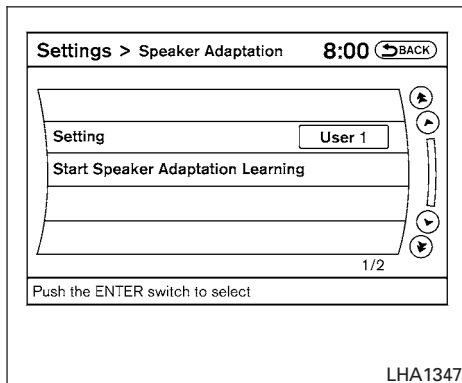 Settings > Speaker Adaptation 8:00 BACK
Setting User 1
Start Speaker Adaptation Learning
1/2
Push the ENTER switch to select
LHA1347